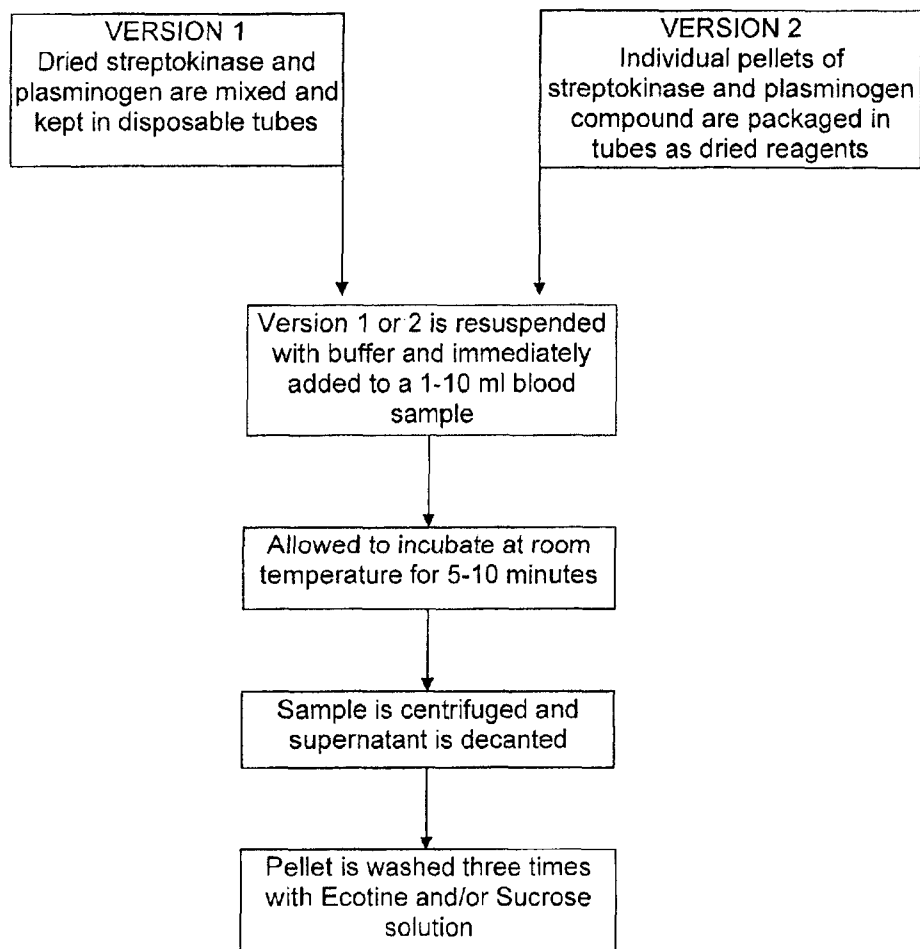 VERSION 1
Dried streptokinase and
plasminogen are mixed and
kept in disposable tubes
VERSION 2
Individual pellets of
streptokinase and plasminogen
compound are packaged in
tubes as dried reagents
Version 1 or 2 is resuspended
with buffer and immediately
added to a 1-10 ml blood
sample
Allowed to incubate at room
temperature for 5-10 minutes
Sample is centrifuged and
supernatant is decanted
Pellet is washed three times
with Ecotine and/or Sucrose
solution